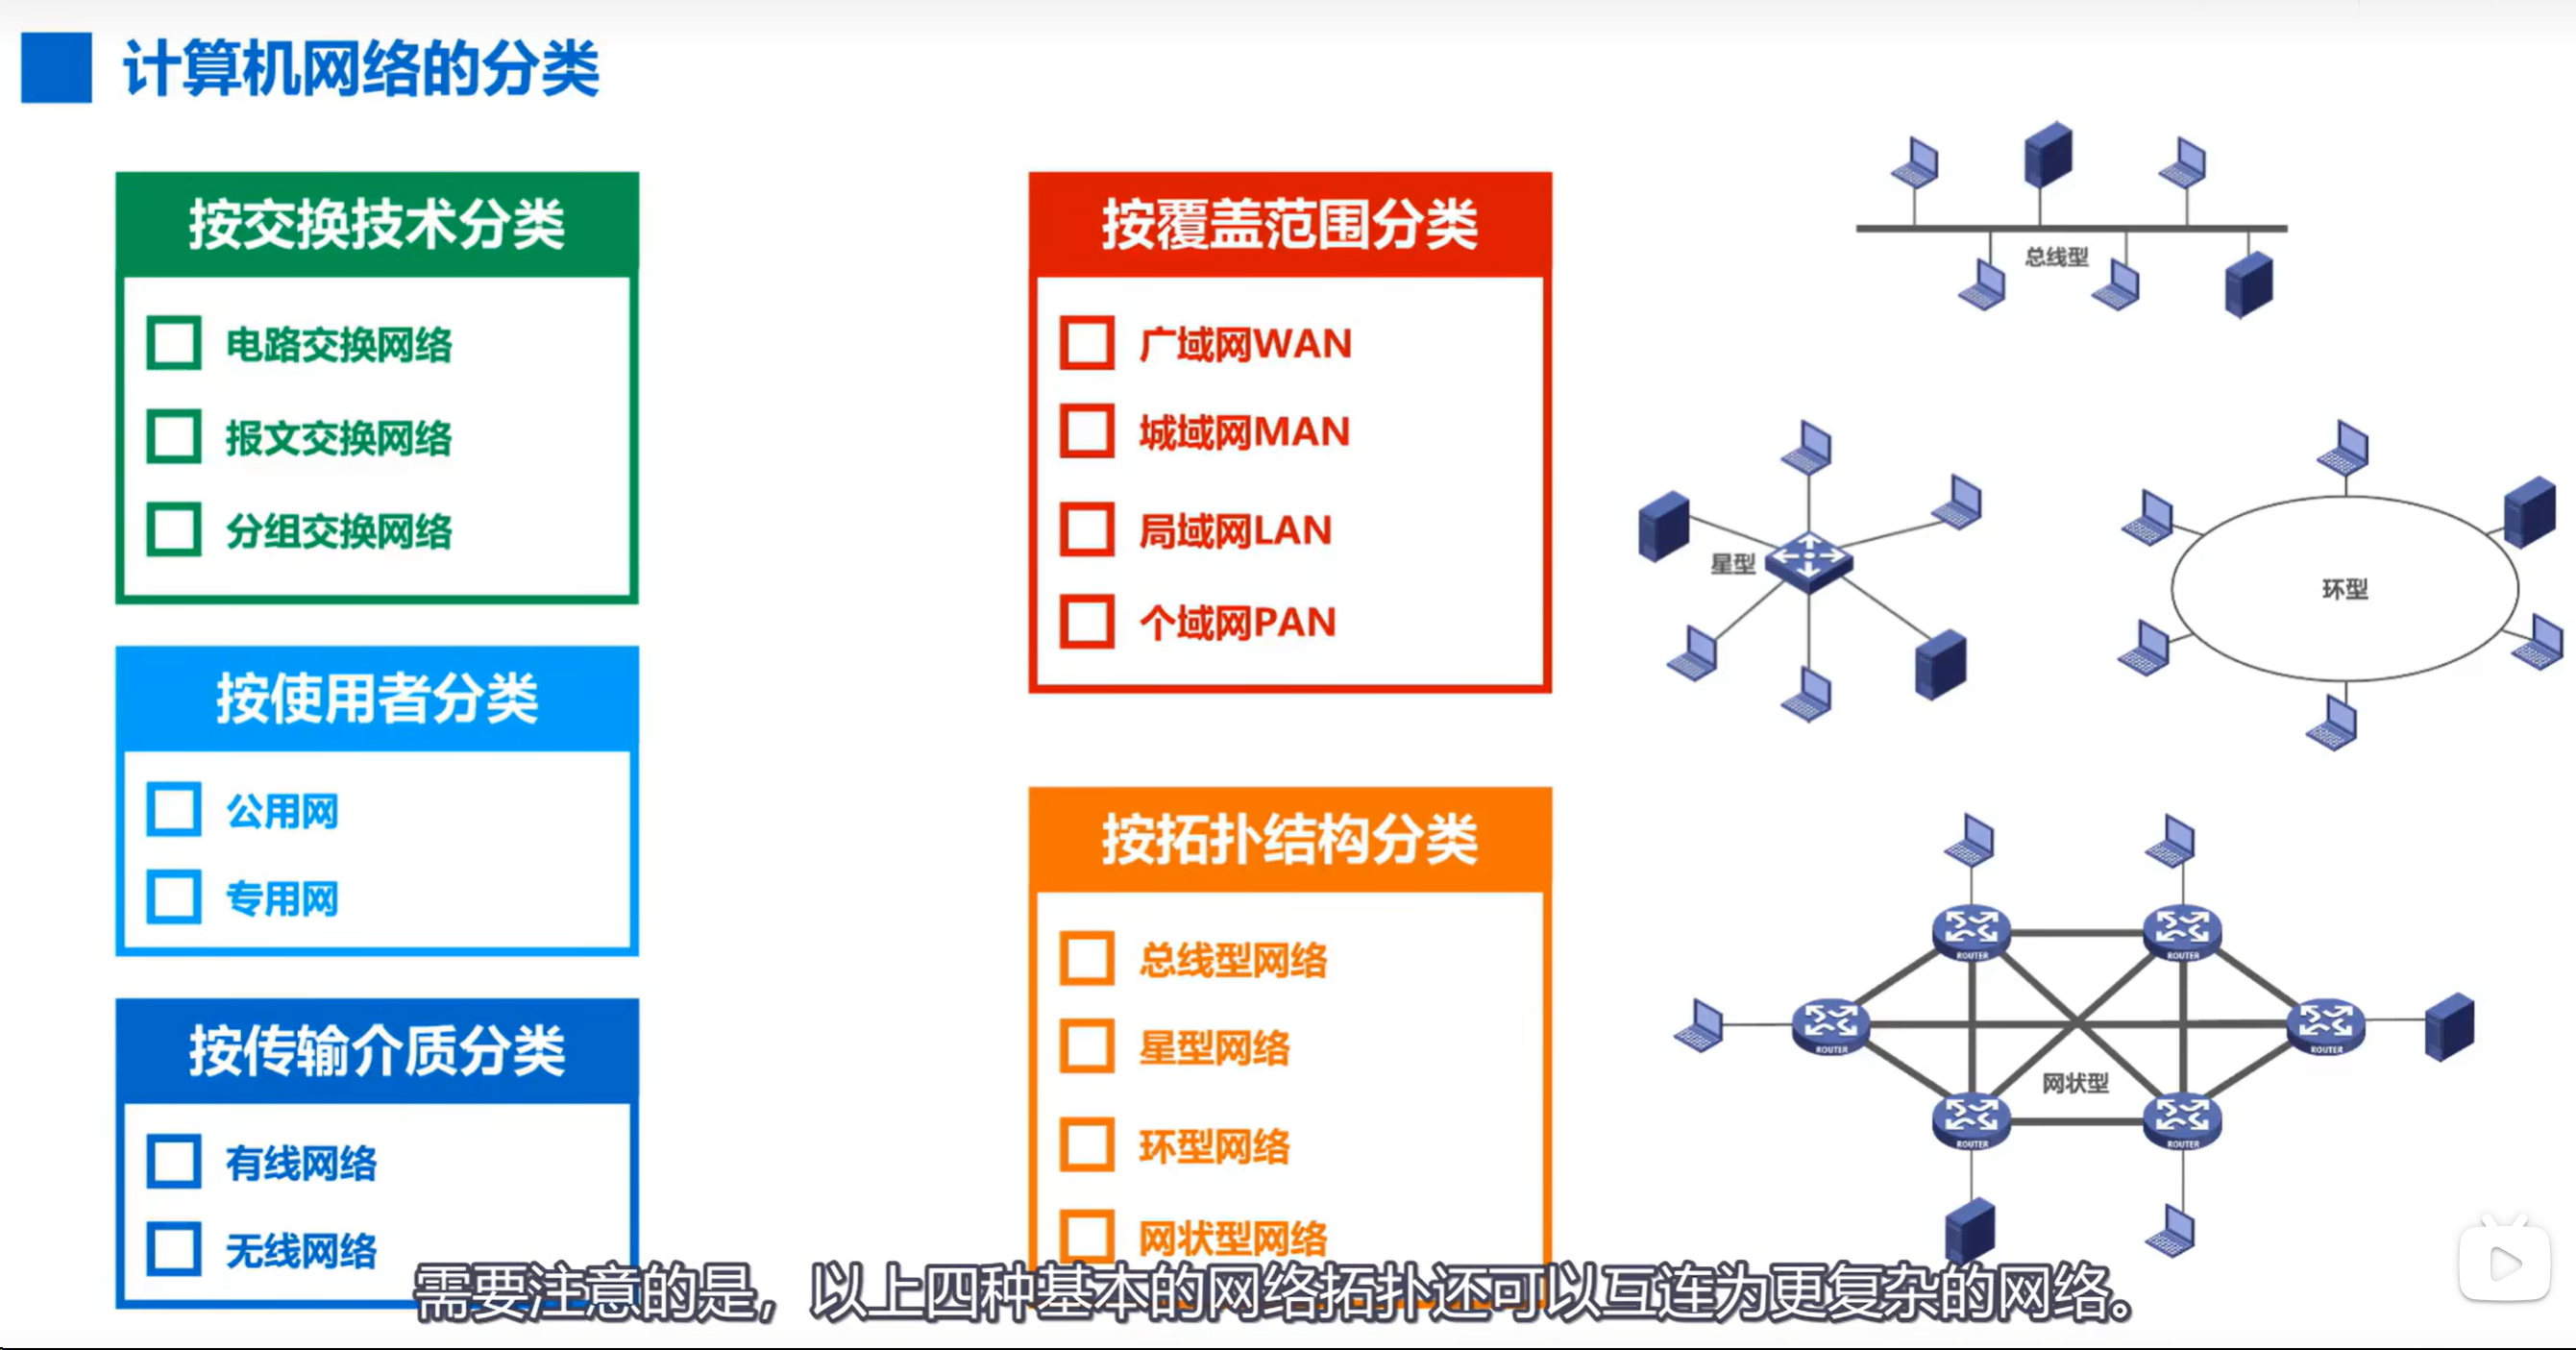 计算机网络的分类
按交换技术分类
电路交换网络
报文交换网络
分组交换网络
按使用者分类
公用网
专用网
按传输介质分类
有线网络
无线网络
按覆盖范围分类
广域网WAN
城域网MAN
局域网LAN
个域网PAN
按拓扑结构分类
总线型网络
星型网络
环型网络
网状型网络
总线型
星型
环型
ROUTER
ROUTER
ROUTER
ROUTER
网状型
ROUTER
ROUTER
需要注意的是，以上四种基本的网络拓扑还可以互连为更复杂的网络。